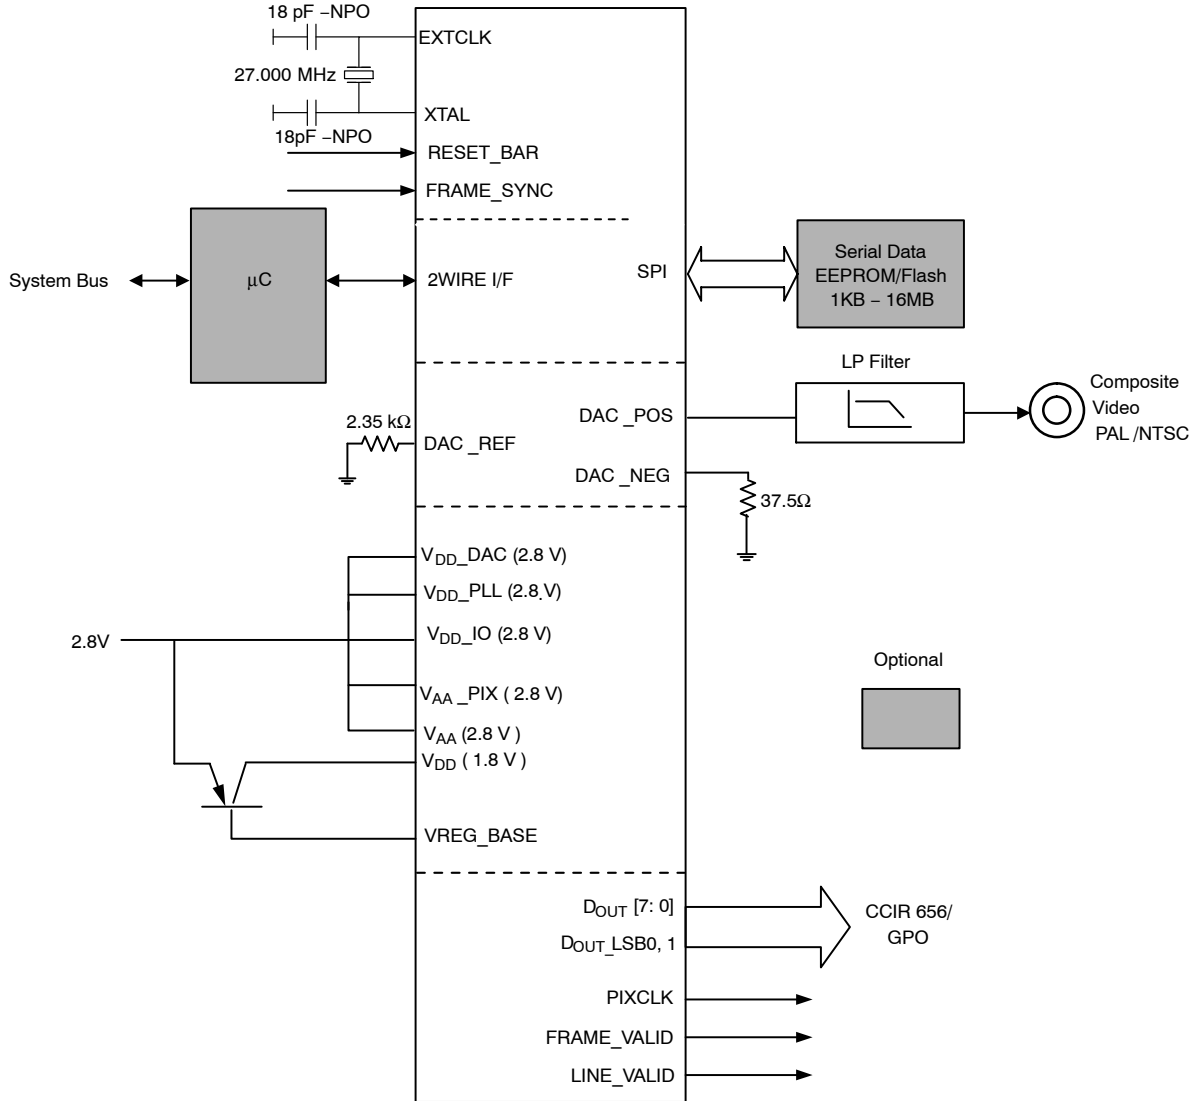 18 pF –NPO
EXTCLK
27.000 MHz
XTAL
18pF –NPO
RESET_BAR
FRAME_SYNC
System Bus
μC
2WIRE I/F
SPI
Serial Data
EEPROM/Flash
1KB – 16MB
LP Filter
2.35 kΩ
DAC _REF
DAC _POS
Composite
Video
PAL /NTSC
DAC _NEG
37.5Ω
VDD_DAC (2.8 V)
VDD_PLL (2.8 V)
2.8V
VDD_IO (2.8 V)
VAA _PIX ( 2.8 V)
VAA (2.8 V )
VDD ( 1.8 V )
VREG_BASE
Optional
DOUT [7: 0]
DOUT_LSB0, 1
CCIR 656/
GPO
PIXCLK
FRAME_VALID
LINE_VALID